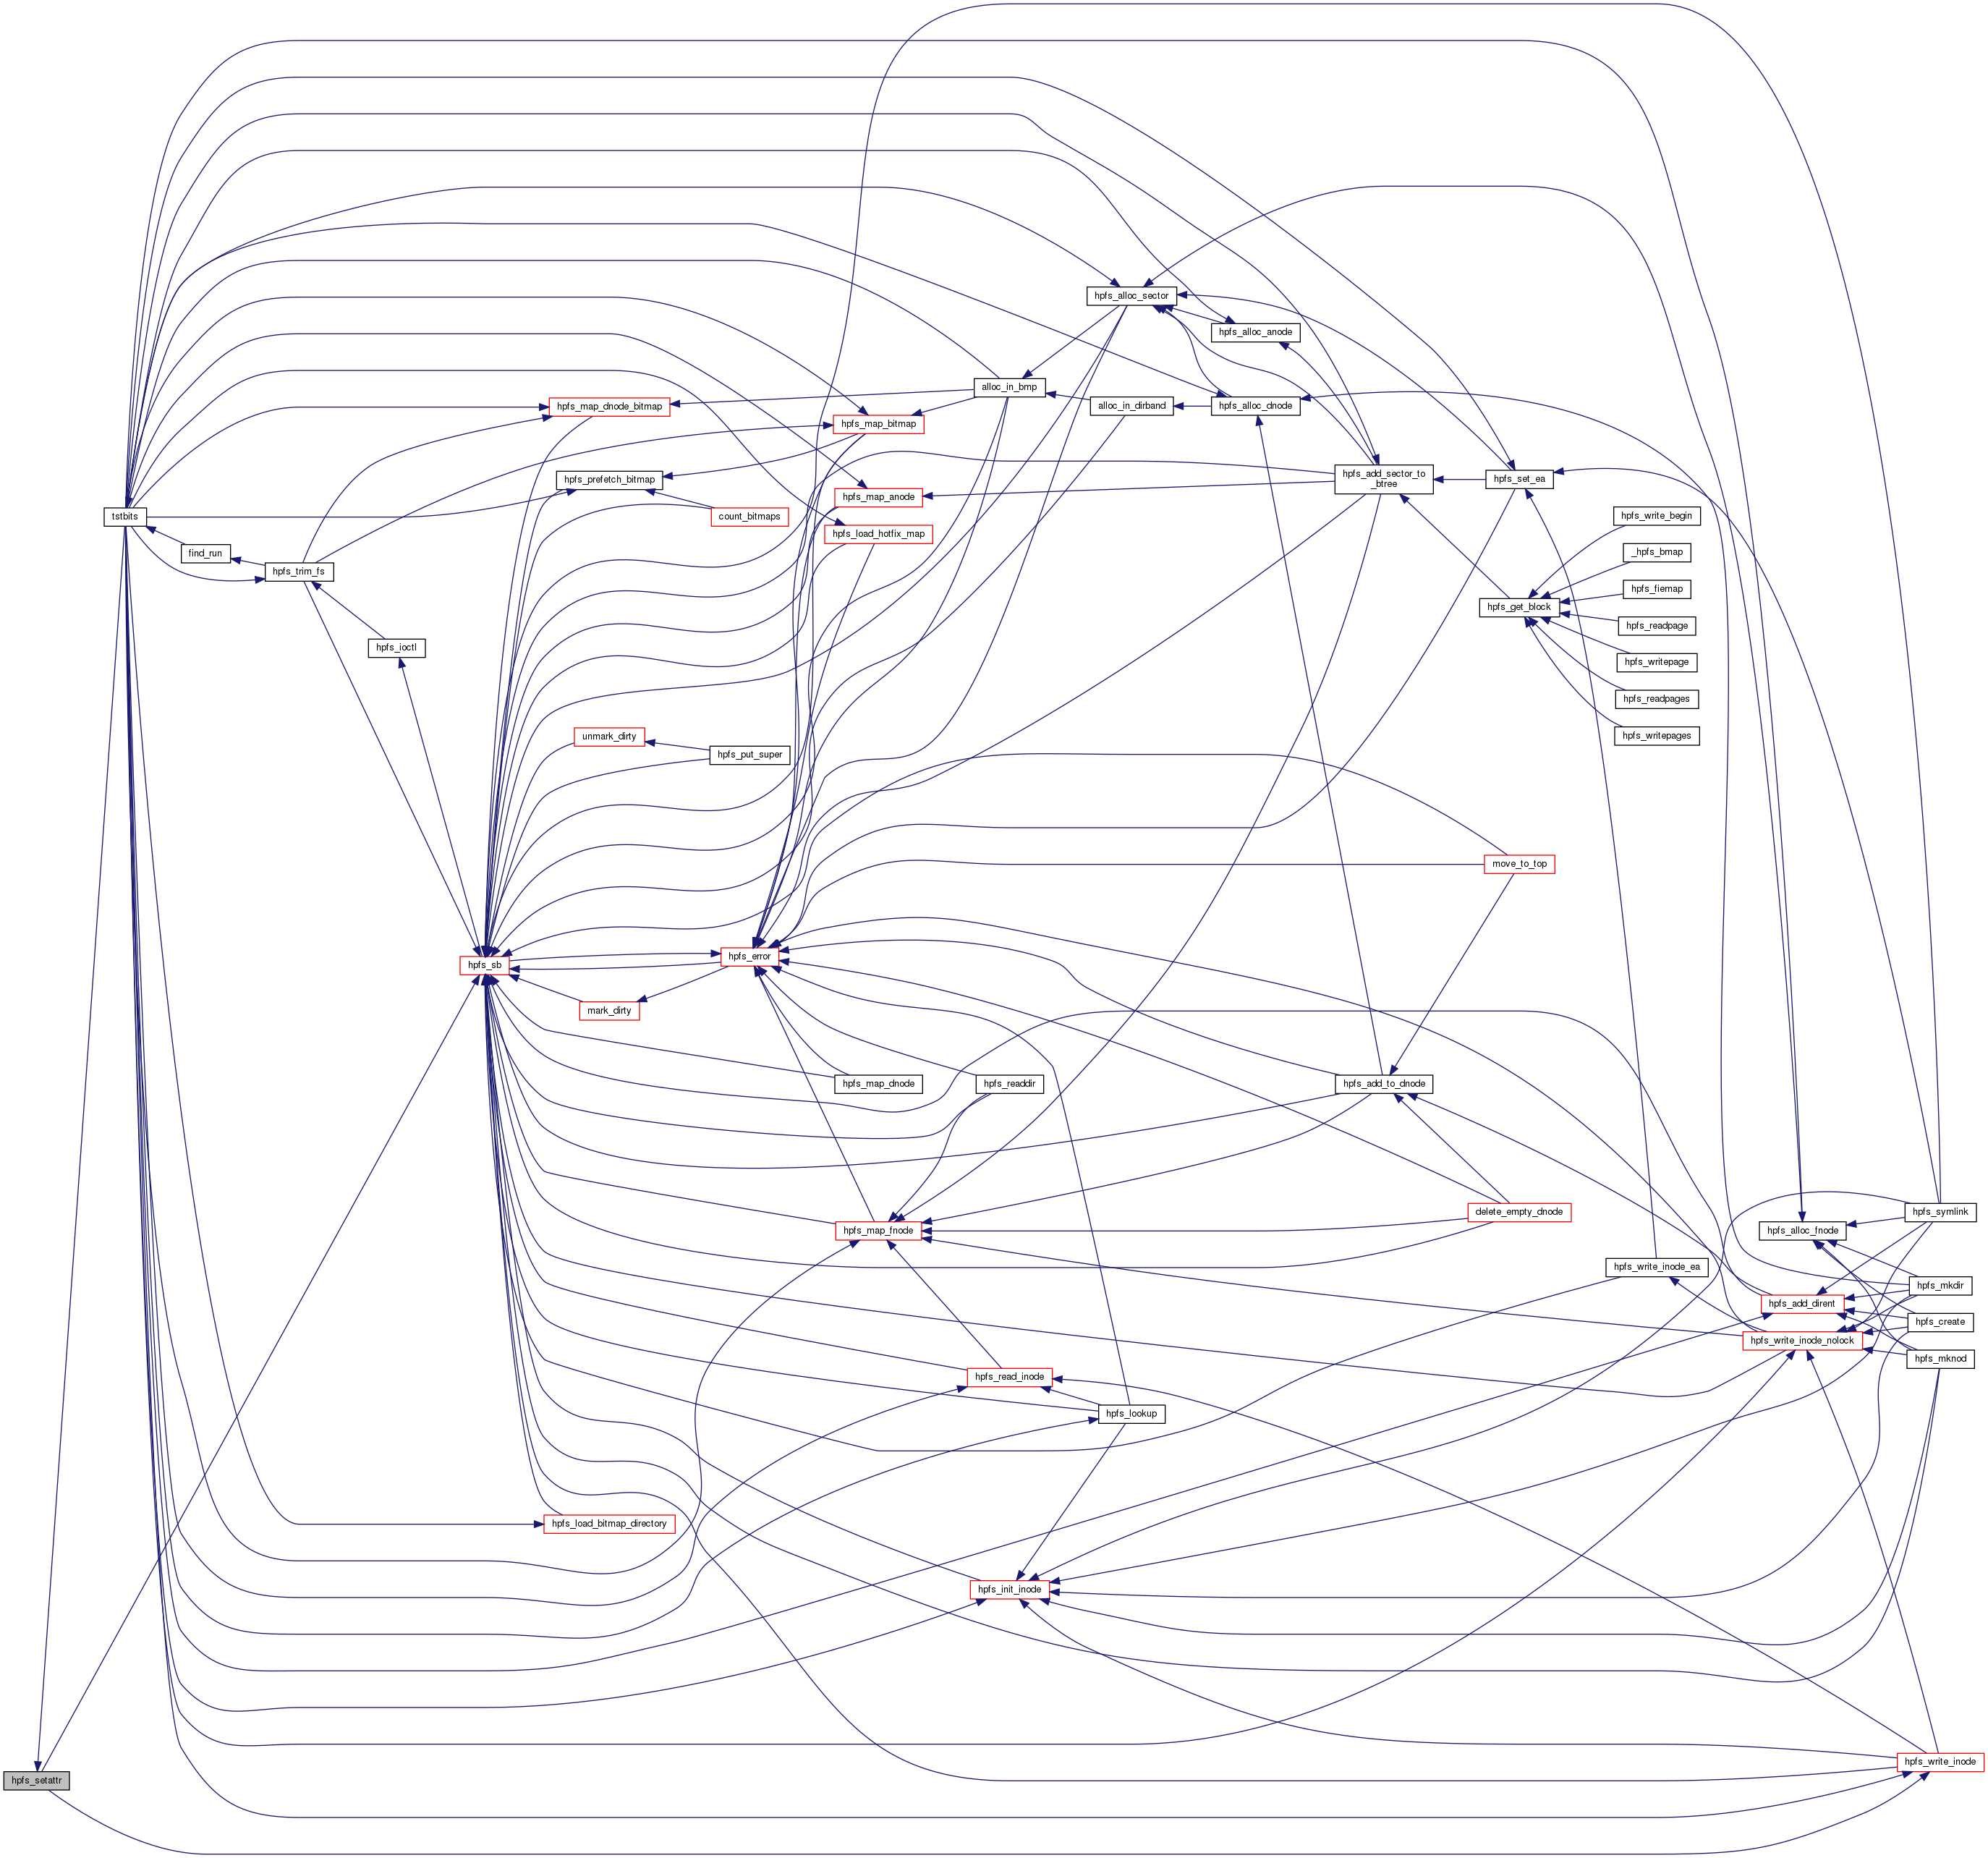 hpfs_alloc_sector
hpfs_alloc_anode
alloc_in_bmp
hpfs_map_dnode_bitmap
alloc_in_dirband
hpfs_alloc_dnode
hpfs_map_bitmap
hpfs_prefetch_bitmap
hpfs_add_sector_to
_btree
hpfs_set_ea
hpfs_map_anode
tstbits
count_bitmaps
hpfs_write_begin
hpfs_load_hotfix_map
find_run
_hpfs_bmap
hpfs_trim_fs
hpfs_fiemap
hpfs_get_block
hpfs_readpage
hpfs_ioctl
hpfs_writepage
hpfs_readpages
unmark_dirty
hpfs_writepages
hpfs_put_super
move_to_top
hpfs_error
hpfs_sb
mark_dirty
hpfs_map_dnode
hpfs_readdir
hpfs_add_to_dnode
delete_empty_dnode
hpfs_symlink
hpfs_map_fnode
hpfs_alloc_fnode
hpfs_write_inode_ea
hpfs_mkdir
hpfs_add_dirent
hpfs_create
hpfs_write_inode_nolock
hpfs_mknod
hpfs_read_inode
hpfs_lookup
hpfs_load_bitmap_directory
hpfs_init_inode
hpfs_write_inode
hpfs_setattr